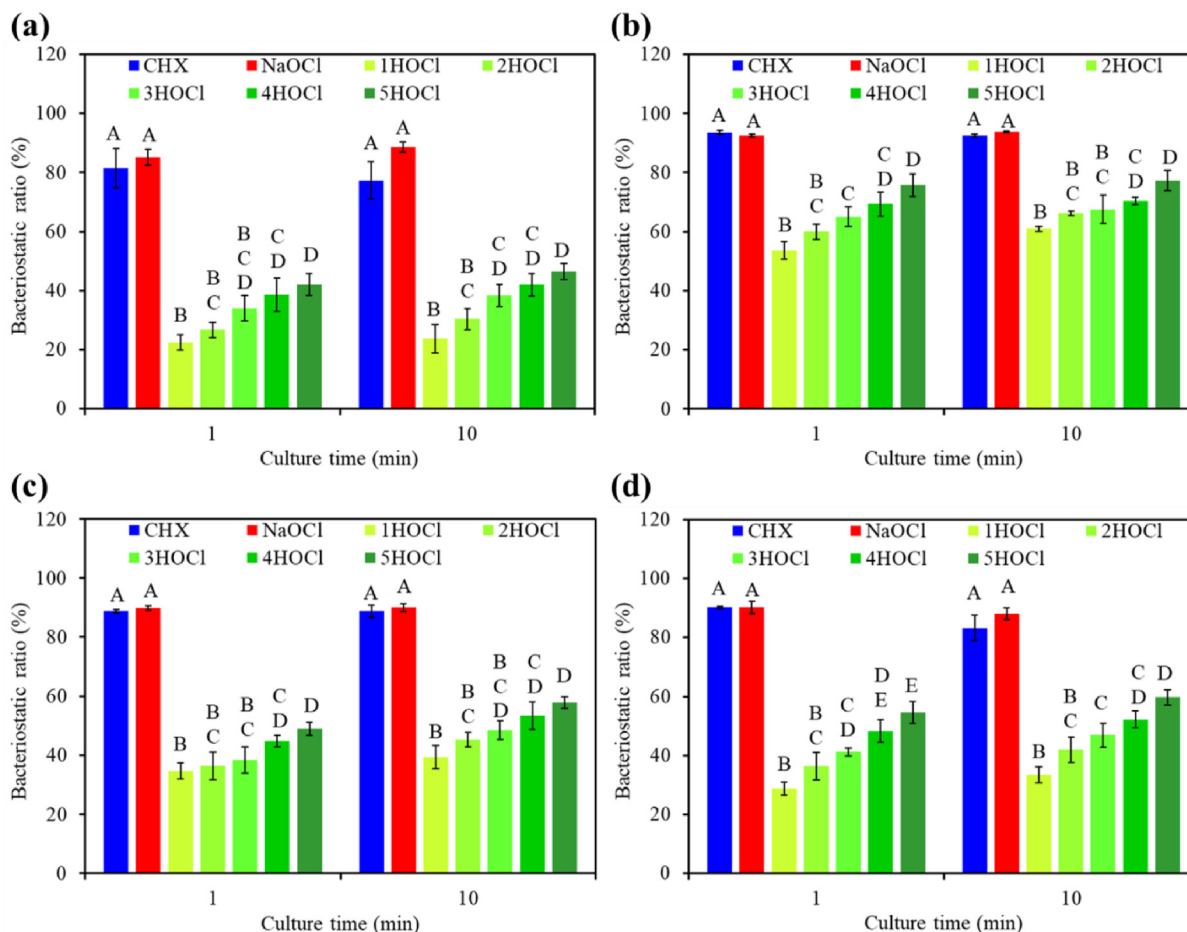 (a)
120
100
80
60
40
20
0
Bacteriostatic ratio (%)
CHX NaOCl 1HOCl 2HOCl
3HOCl 4HOCl 5HOCl
A A B B C B C D C D D
A A B B C C D C D D
1 10
Culture time (min)
(b)
120
100
80
60
40
20
0
Bacteriostatic ratio (%)
CHX NaOCl 1HOCl 2HOCl
3HOCl 4HOCl 5HOCl
A A B B C C C D D
A A B B C B C C D D
1 10
Culture time (min)
(c)
120
100
80
60
40
20
0
Bacteriostatic ratio (%)
CHX NaOCl 1HOCl 2HOCl
3HOCl 4HOCl 5HOCl
A A B B C B C C D D
A A B B C B C D C D D
1 10
Culture time (min)
(d)
120
100
80
60
40
20
0
Bacteriostatic ratio (%)
CHX NaOCl 1HOCl 2HOCl
3HOCl 4HOCl 5HOCl
A A B B C C D D E E
A A B B C C C D D
1 10
Culture time (min)